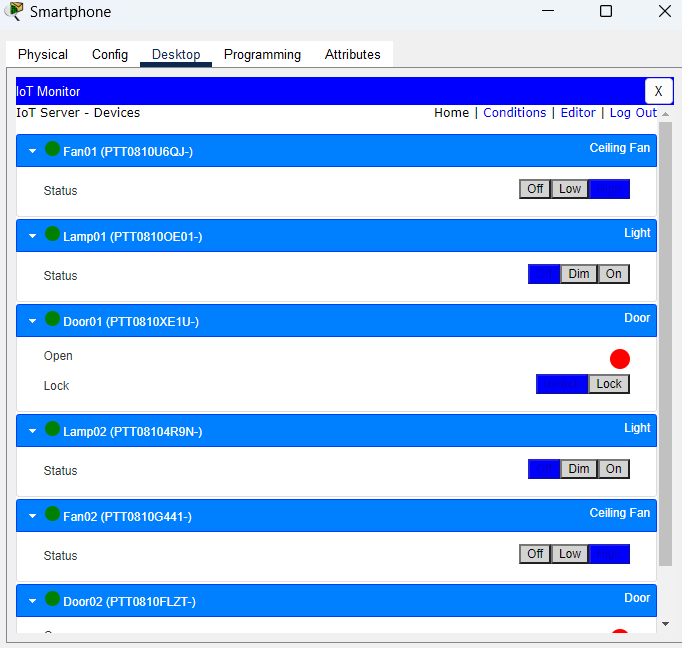 Smartphone
Physical Config Desktop Programming Attributes
IoT Monitor X
IoT Server - Devices Home | Conditions | Editor | Log Out
Fan01 (PTT0810U6QJ-) Ceiling Fan
Status Off Low
Lamp01 (PTT0810OE01-) Light
Status Dim On
Door01 (PTT0810XE1U-) Door
Open
Lock Lock
Lamp02 (PTT08104R9N-) Light
Status Off Dim On
Fan02 (PTT0810G441-) Ceiling Fan
Status Off Low
Door02 (PTT0810FLZT-) Door